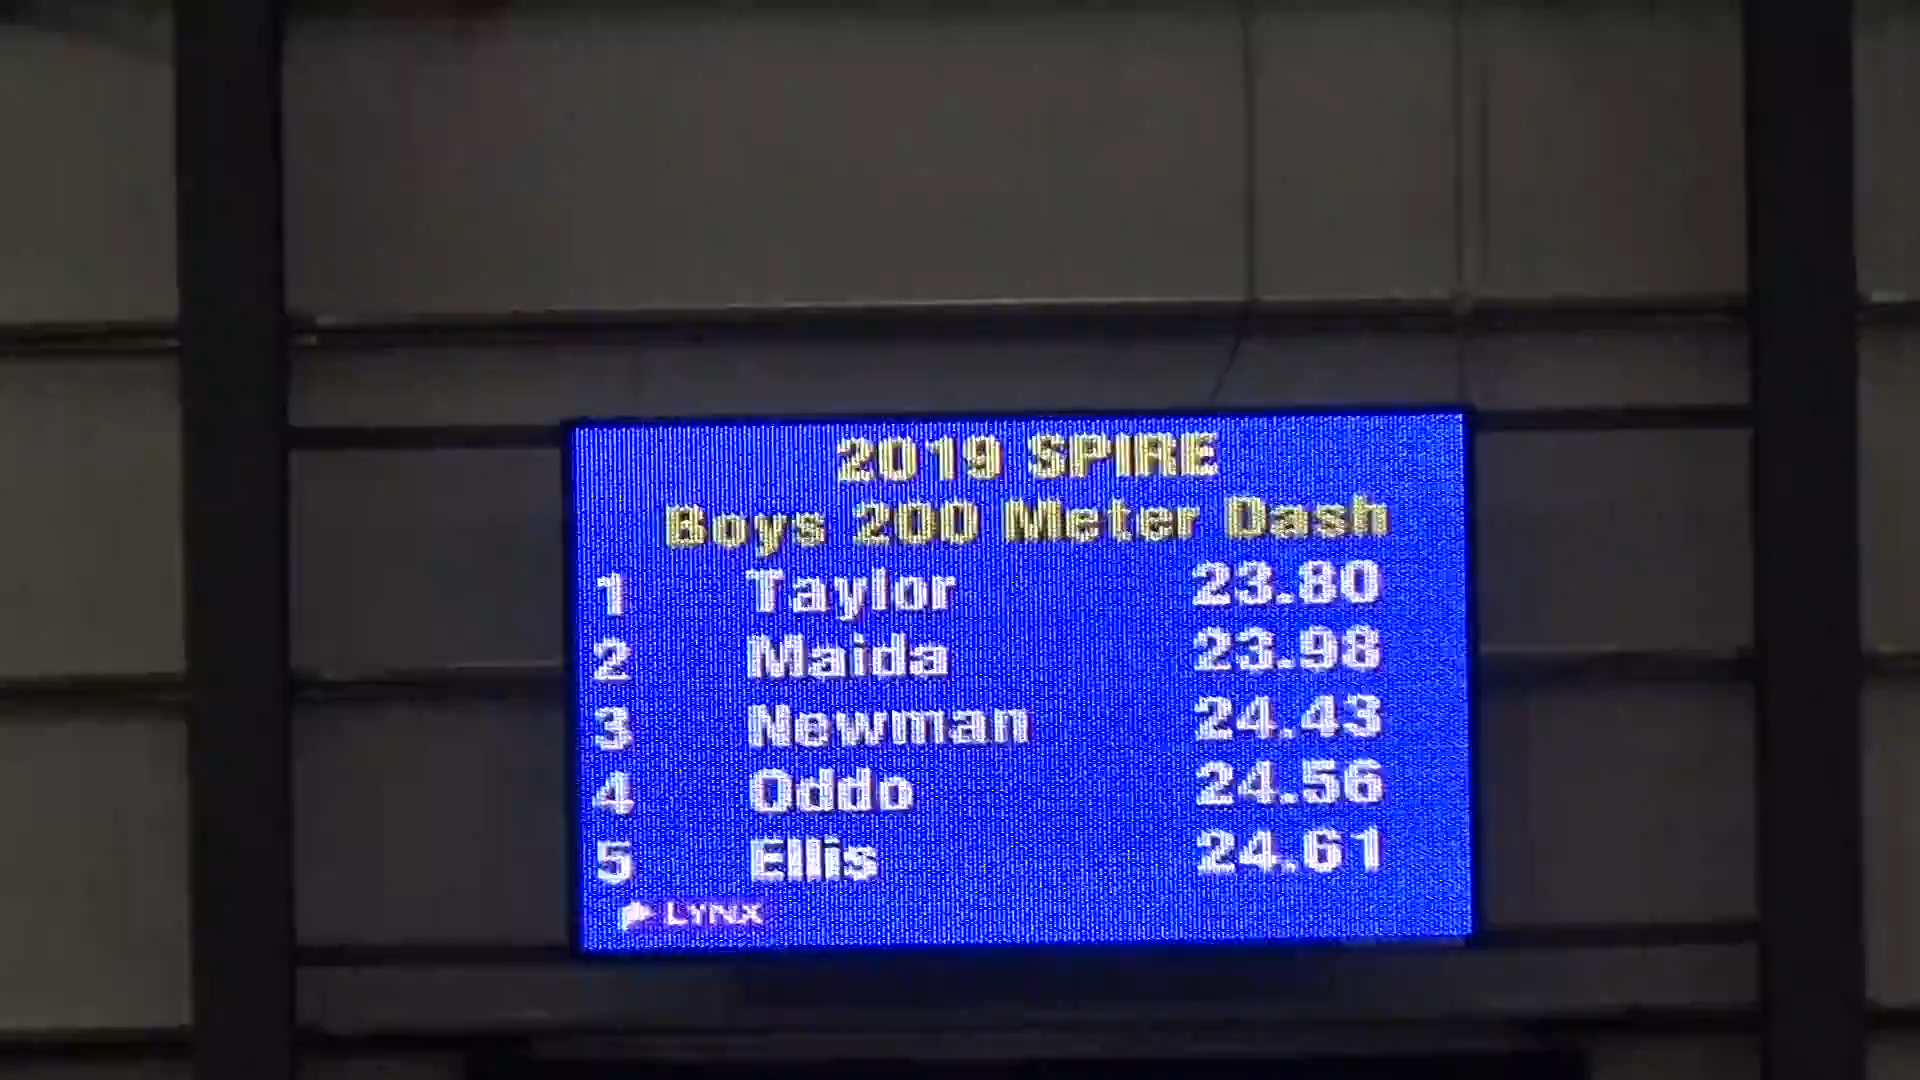 2019 SPIRE
Boys 200 Meter Dash
1 Taylor 23.80
2 Maida 23.98
3 Newman 24.43
4 Oddo 24.56
5 Ellis 24.61
LYNX